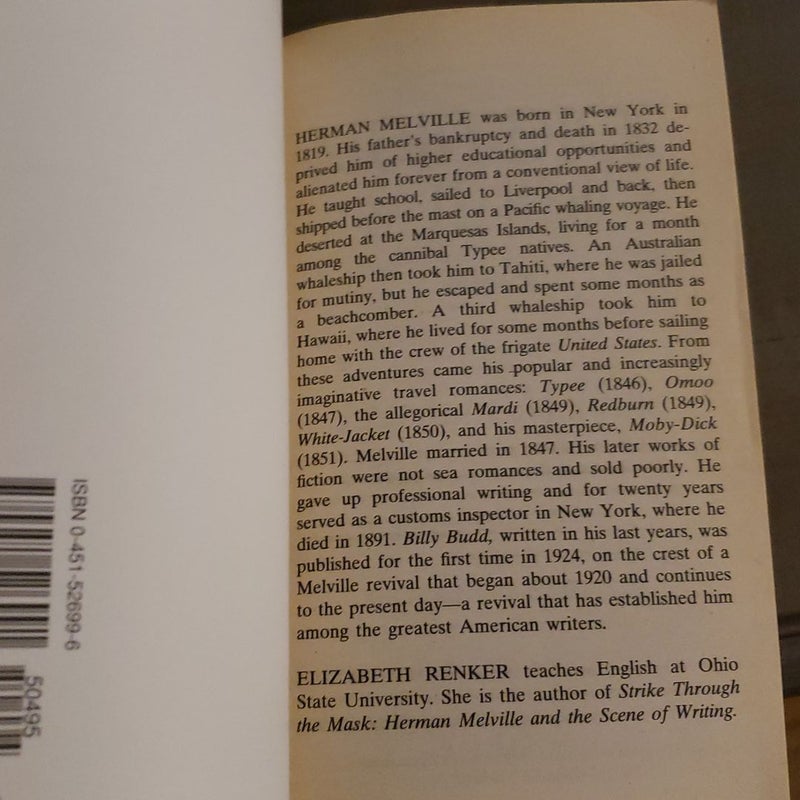 HERMAN MELVILLE was born in New York in
1819. His father's bankruptcy and death in 1832 de-
prived him of higher educational opportunities and
alienated him forever from a conventional view of life.
He taught school, sailed to Liverpool and back, then
shipped before the mast on a Pacific whaling voyage. He
deserted at the Marquesas Islands, living for a month
among the cannibal Typee natives. An Australian
whaleship then took him to Tahiti, where he was jailed
for mutiny, but he escaped and spent some months as
a beachcomber. A third whaleship took him to
Hawaii, where he lived for some months before sailing
home with the crew of the frigate United States. From
these adventures came his popular and increasingly
imaginative travel romances: Typee (1846), Omoo
(1847), the allegorical Mardi (1849), Redburn (1849),
White-Jacket (1850), and his masterpiece, Moby-Dick
(1851). Melville married in 1847. His later works of
fiction were not sea romances and sold poorly. He
gave up professional writing and for twenty years
served as a customs inspector in New York, where he
died in 1891. Billy Budd, written in his last years, was
published for the first time in 1924, on the crest of a
Melville revival that began about 1920 and continues
to the present day—a revival that has established him
among the greatest American writers.
ELIZABETH RENKER teaches English at Ohio
State University. She is the author of Strike Through
the Mask: Herman Melville and the Scene of Writing.
ISBN 0-451-52699-6
50495